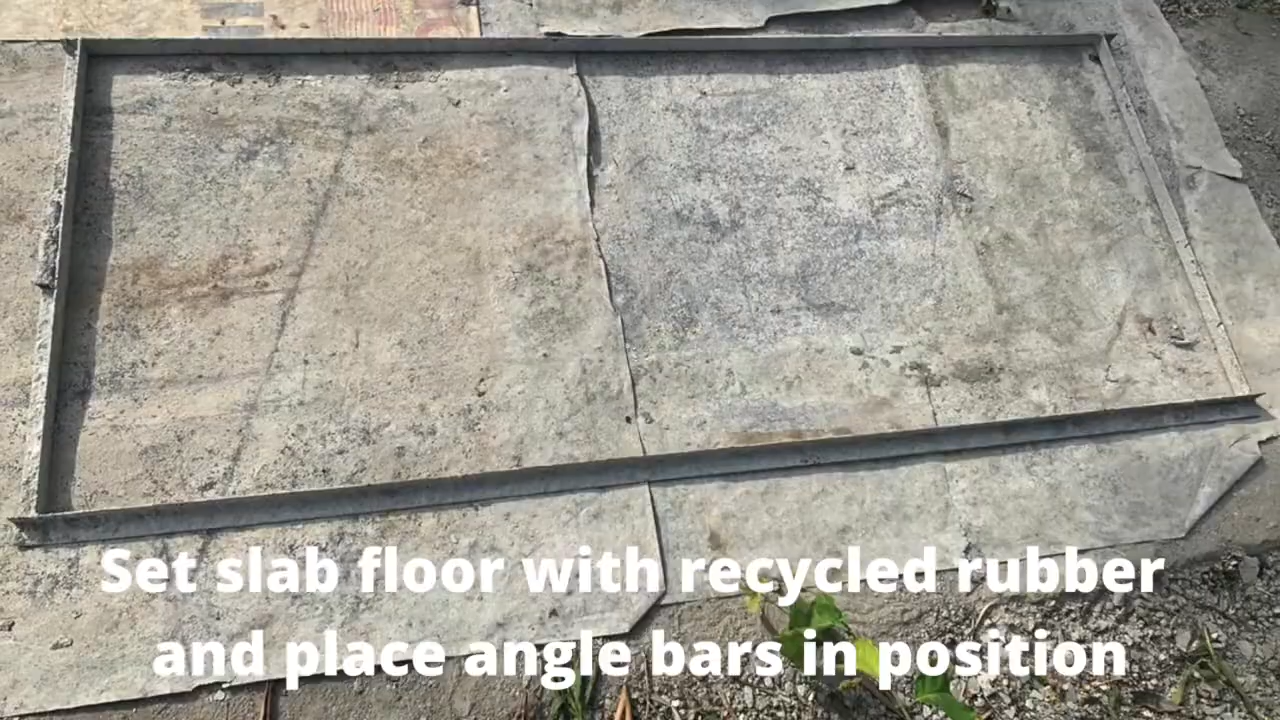 Set slab floor with recycled rubber
and place angle bars in position